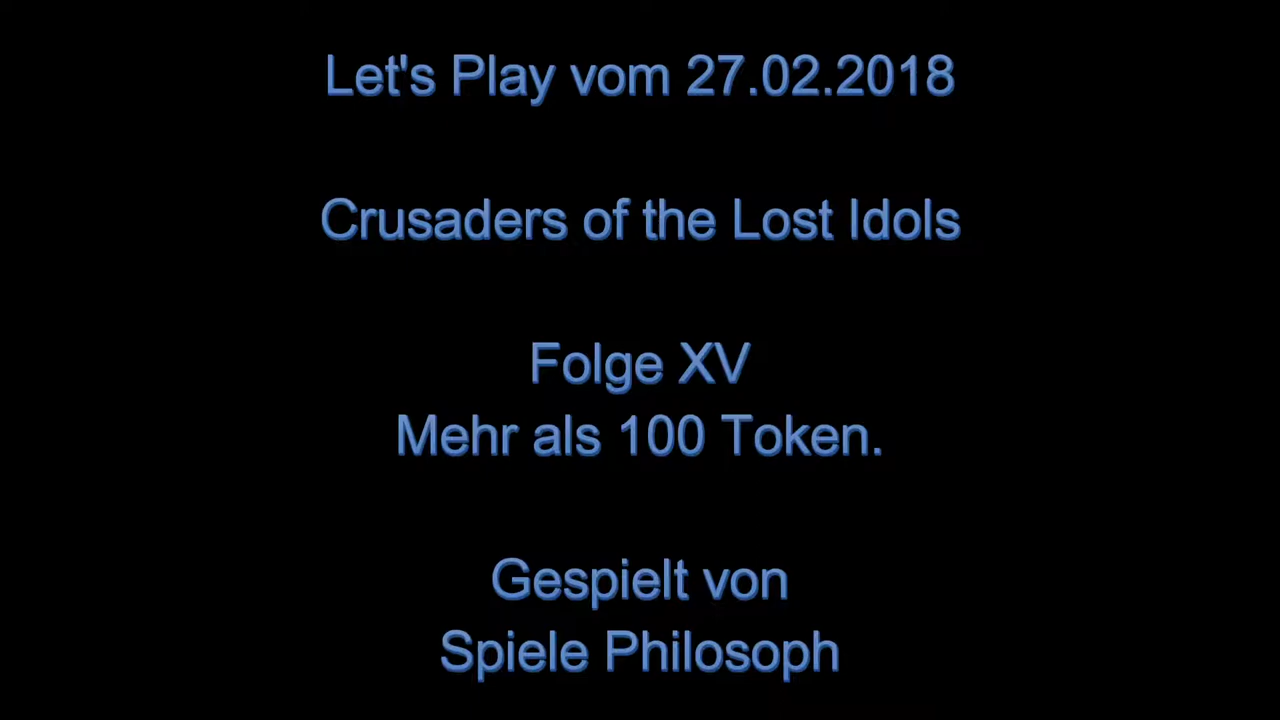 Let's Play vom 27.02.2018
Crusaders of the Lost Idols
Folge XV
Mehr als 100 Token.
Gespielt von
Spiele Philosoph